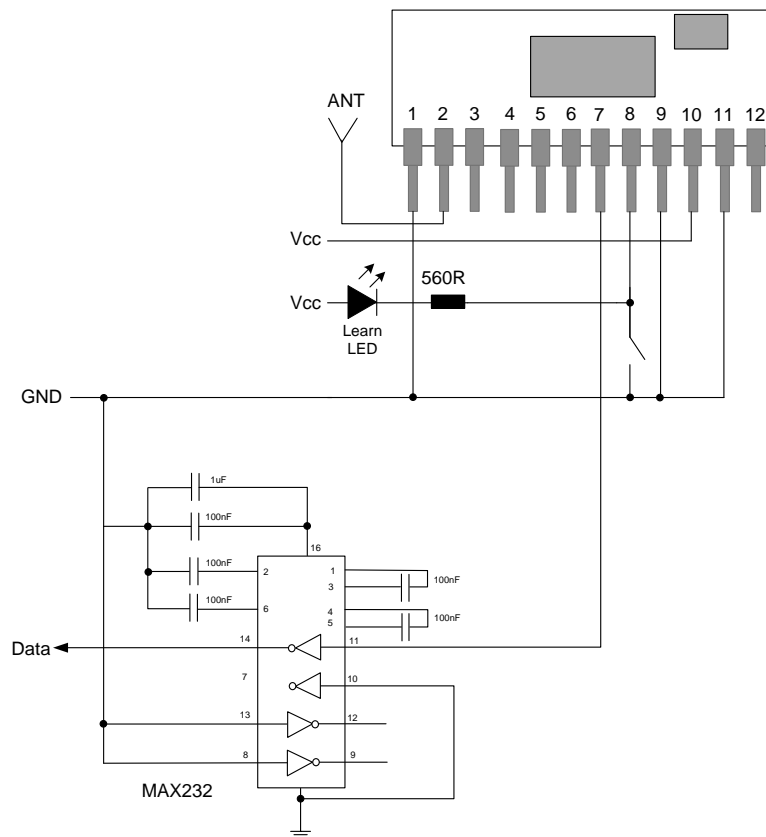 ANT
1 2 3 4 5 6 7 8 9 10 11 12
Vcc
Vcc
560R
Learn
LED
GND
1uF
100nF
16
100nF
2
1
3
100nF
100nF
6
4
5
100nF
Data
14
11
7
10
13
12
8
9
MAX232